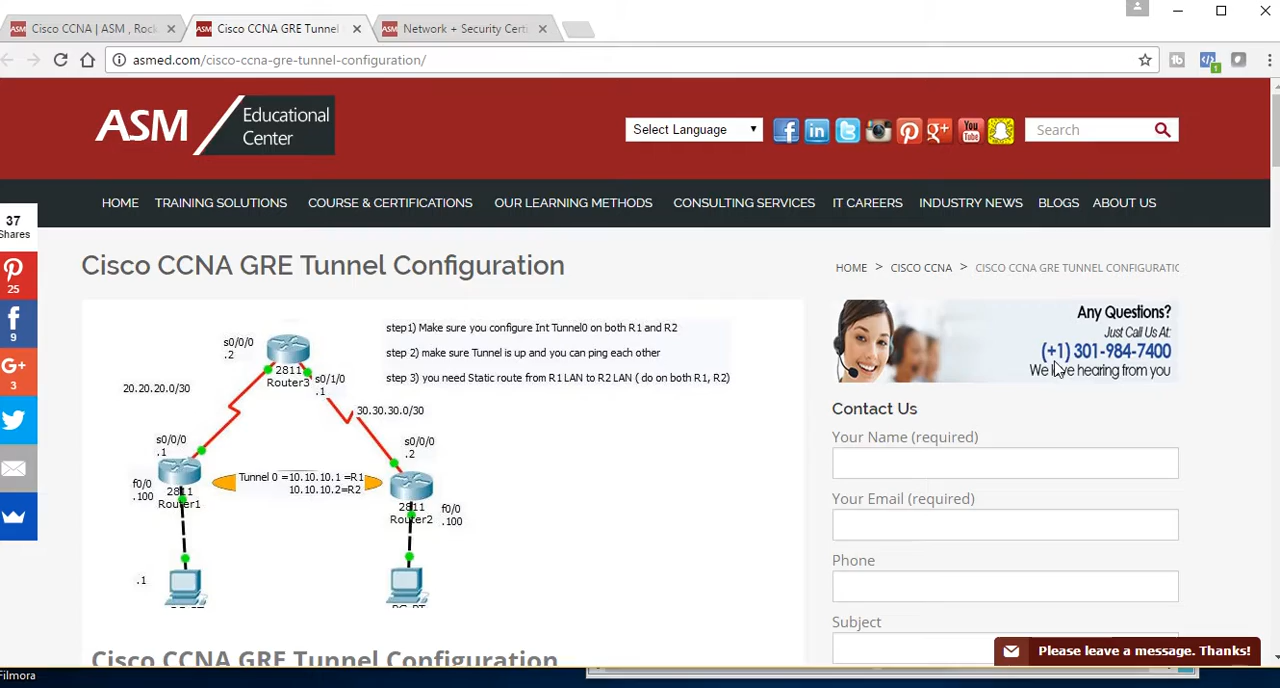 Cisco CCNA | ASM , Rock
Cisco CCNA GRE Tunnel
Network + Security Certi
asmed.com/cisco-ccna-gre-tunnel-configuration/
1
ASM Educational Center
Select Language
You Tube
Search
HOME TRAINING SOLUTIONS COURSE & CERTIFICATIONS OUR LEARNING METHODS CONSULTING SERVICES IT CAREERS INDUSTRY NEWS BLOGS ABOUT US
37
Shares
25
9
3
Cisco CCNA GRE Tunnel Configuration
HOME > CISCO CCNA > CISCO CCNA GRE TUNNEL CONFIGURATIO
step1) Make sure you configure Int Tunnel0 on both R1 and R2
step 2) make sure Tunnel is up and you can ping each other
step 3) you need Static route from R1 LAN to R2 LAN ( do on both R1, R2)
s0/0/0
.2
2811
Router3
s0/1/0
.1
20.20.20.0/30
30.30.30.0/30
s0/0/0
.1
s0/0/0
.2
Tunnel 0 =10.10.10.1 =R1
10.10.10.2=R2
f0/0
.100
2811
Router1
2811
Router2
f0/0
.100
.1
Any Questions?
Just Call Us At:
(+1) 301-984-7400
We love hearing from you
Contact Us
Your Name (required)
Your Email (required)
Phone
Subject
Cisco CCNA GRE Tunnel Configuration
Please leave a message. Thanks!
Filmora